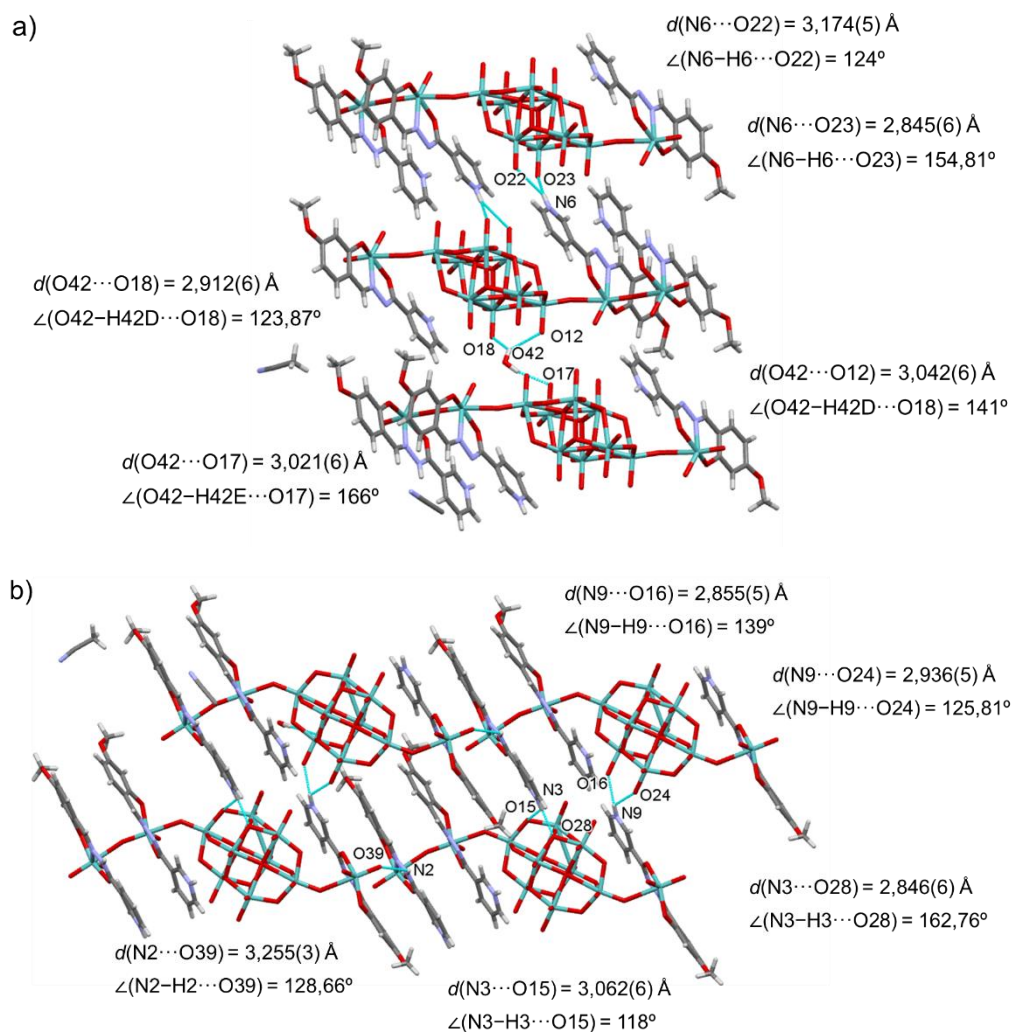 a)
d(N6···O22) = 3,174(5) Å
∠(N6−H6···O22) = 124º
d(N6···O23) = 2,845(6) Å
∠(N6−H6···O23) = 154,81º
O22
O23
N6
d(O42···O18) = 2,912(6) Å
∠(O42−H42D···O18) = 123,87º
O18
O42
O12
O17
d(O42···O12) = 3,042(6) Å
∠(O42−H42D···O18) = 141º
d(O42···O17) = 3,021(6) Å
∠(O42−H42E···O17) = 166º
b)
d(N9···O16) = 2,855(5) Å
∠(N9−H9···O16) = 139º
d(N9···O24) = 2,936(5) Å
∠(N9−H9···O24) = 125,81º
O16
O24
N3
O15
N9
O28
O39
N2
d(N3···O28) = 2,846(6) Å
∠(N3−H3···O28) = 162,76º
d(N2···O39) = 3,255(3) Å
∠(N2−H2···O39) = 128,66º
d(N3···O15) = 3,062(6) Å
∠(N3−H3···O15) = 118º